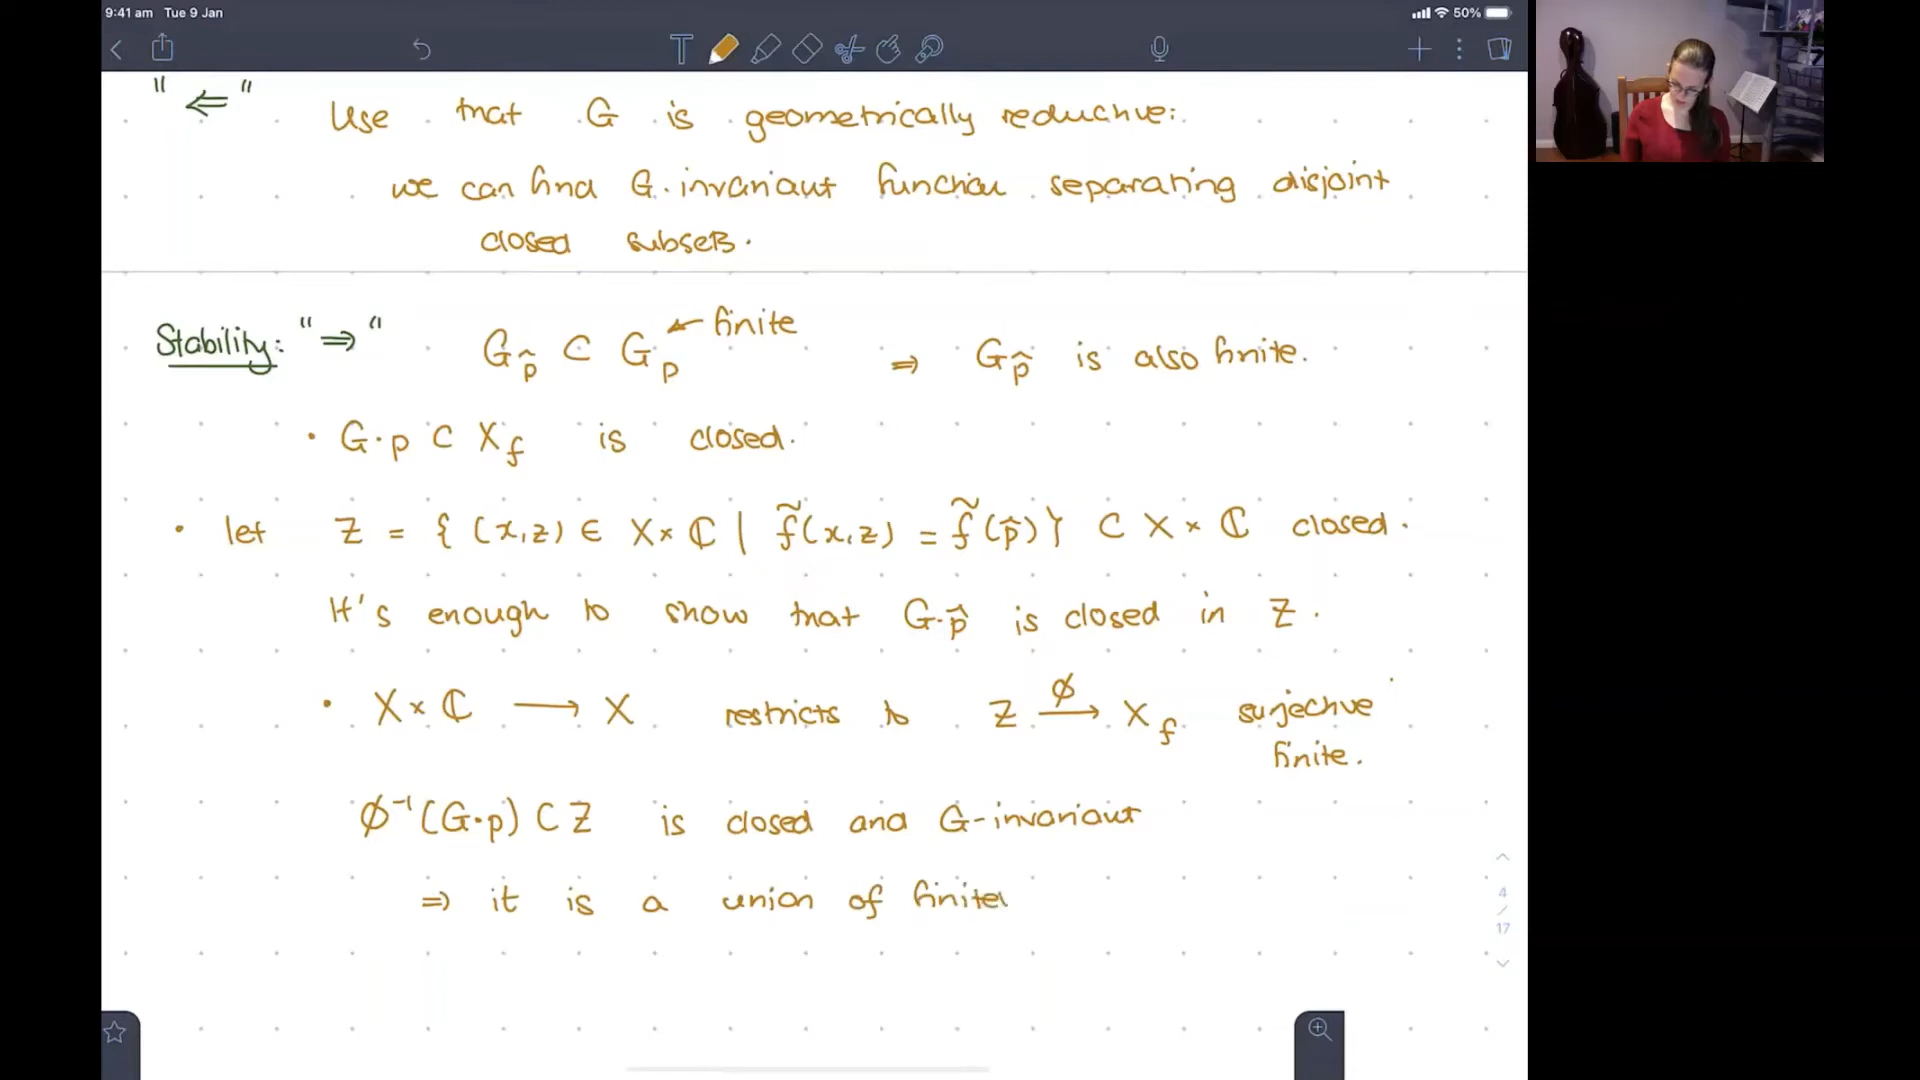 9:41 am Tue 9 Jan
50%
"⇐" Use that G is geometrically reductive:
we can find G-invariant function separating disjoint
closed subsets.
Stability: "⇒" G_p̂ ⊂ G_p ← finite ⇒ G_p̂ is also finite.
• G·p ⊂ X_f is closed.
• let Z = { (x,z) ∈ X × ℂ | f̃(x,z) = f̃(p̂) } ⊂ X × ℂ closed.
It's enough to show that G·p̂ is closed in Z.
• X × ℂ ⟶ X restricts to Z ⟶^ϕ X_f surjective
finite.
ϕ⁻¹(G·p) ⊂ Z is closed and G-invariant
⇒ it is a union of finitel
4
/
17